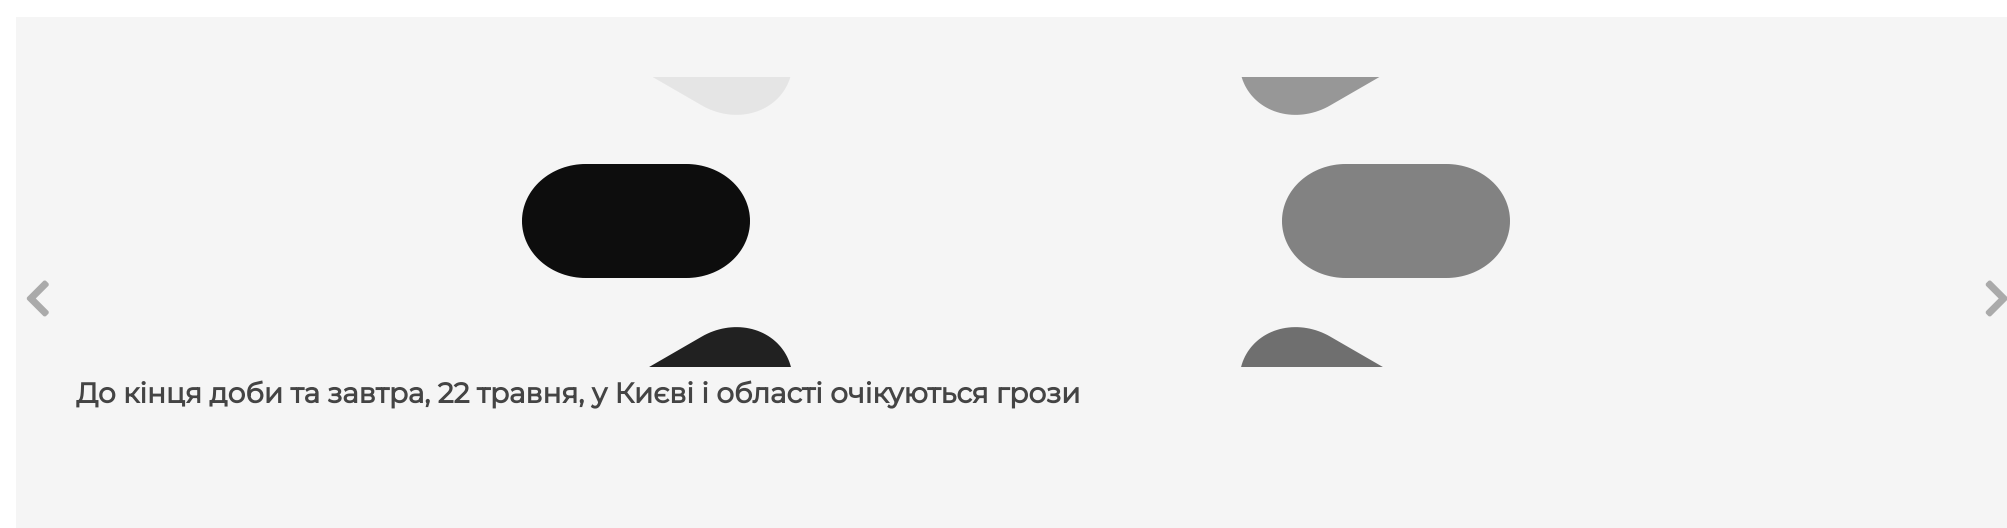 До кінця доби та завтра, 22 травня, у Києві і області очікуються грози